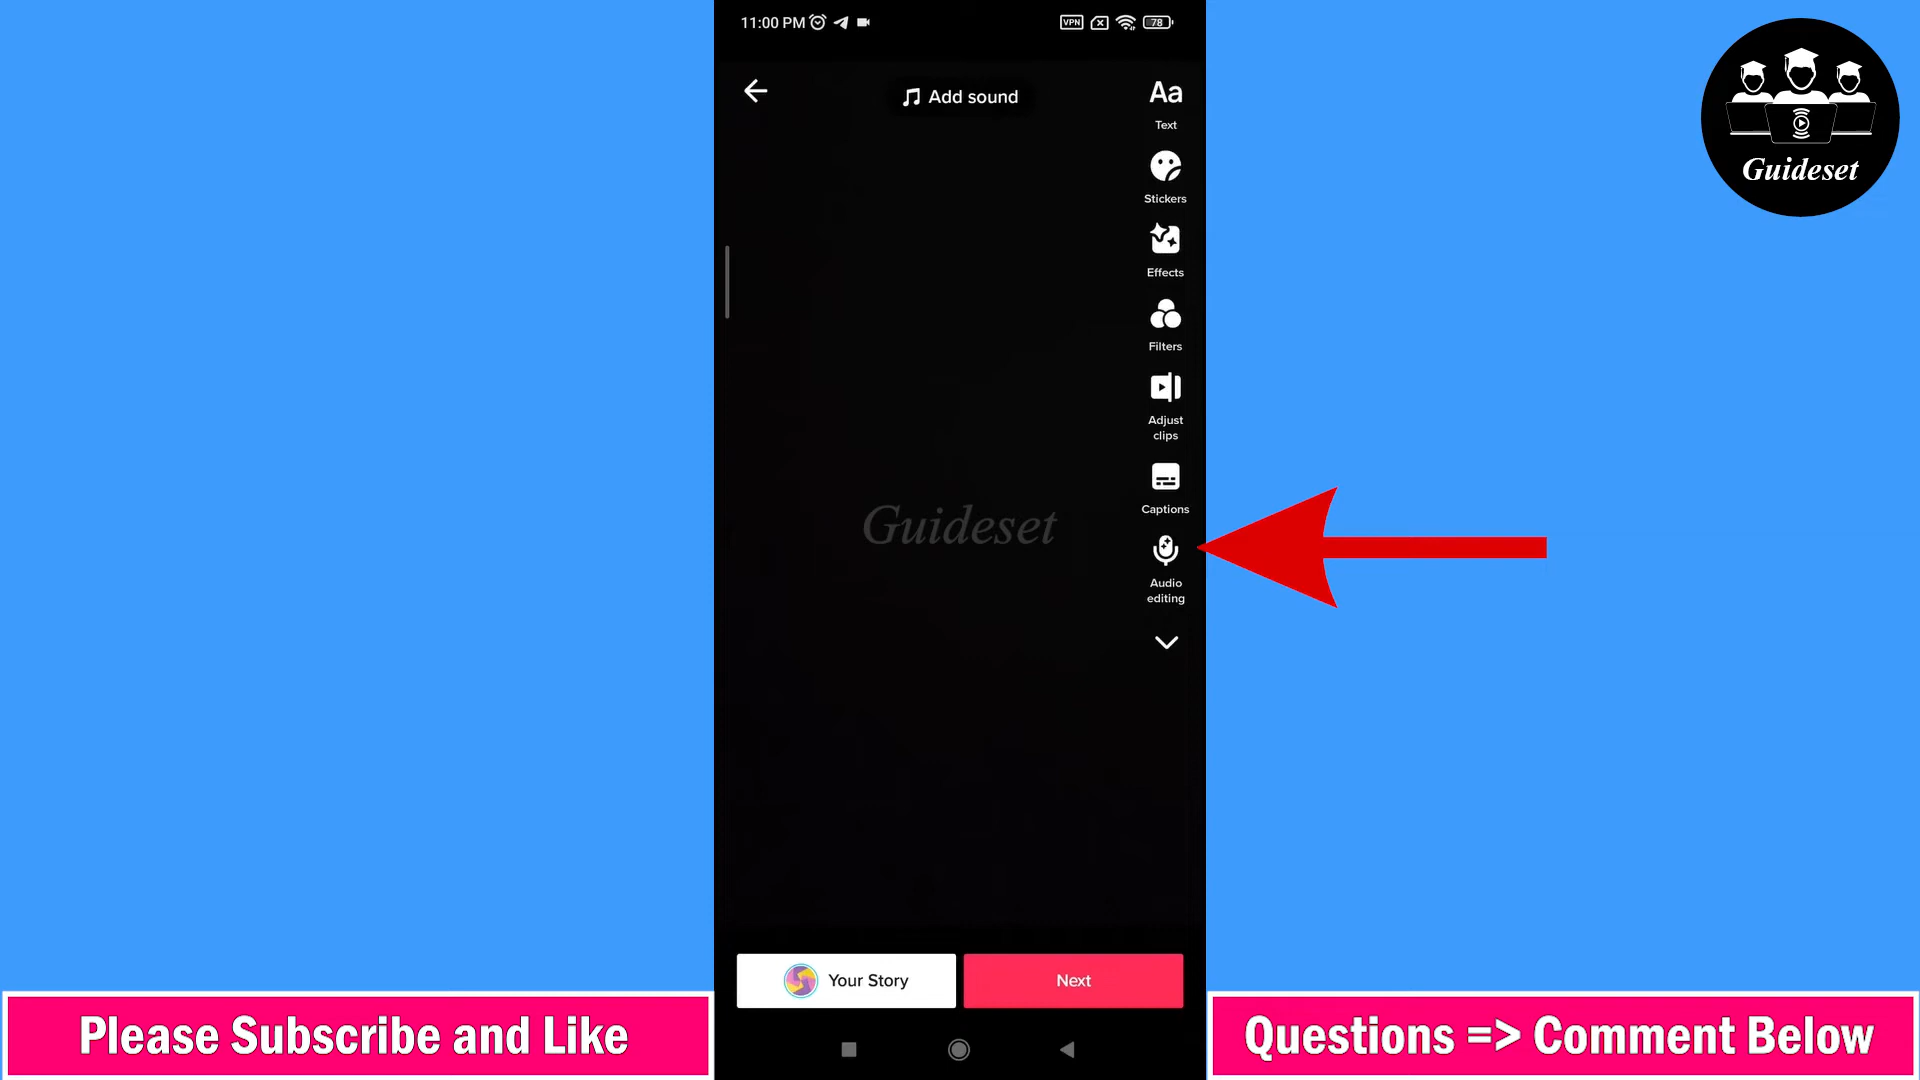 11:00 PM
VPN
78
Add sound
Aa
Text
Stickers
Effects
Filters
Adjust
clips
Captions
Audio
editing
Guideset
Your Story
Next
Guideset
Please Subscribe and Like
Questions => Comment Below